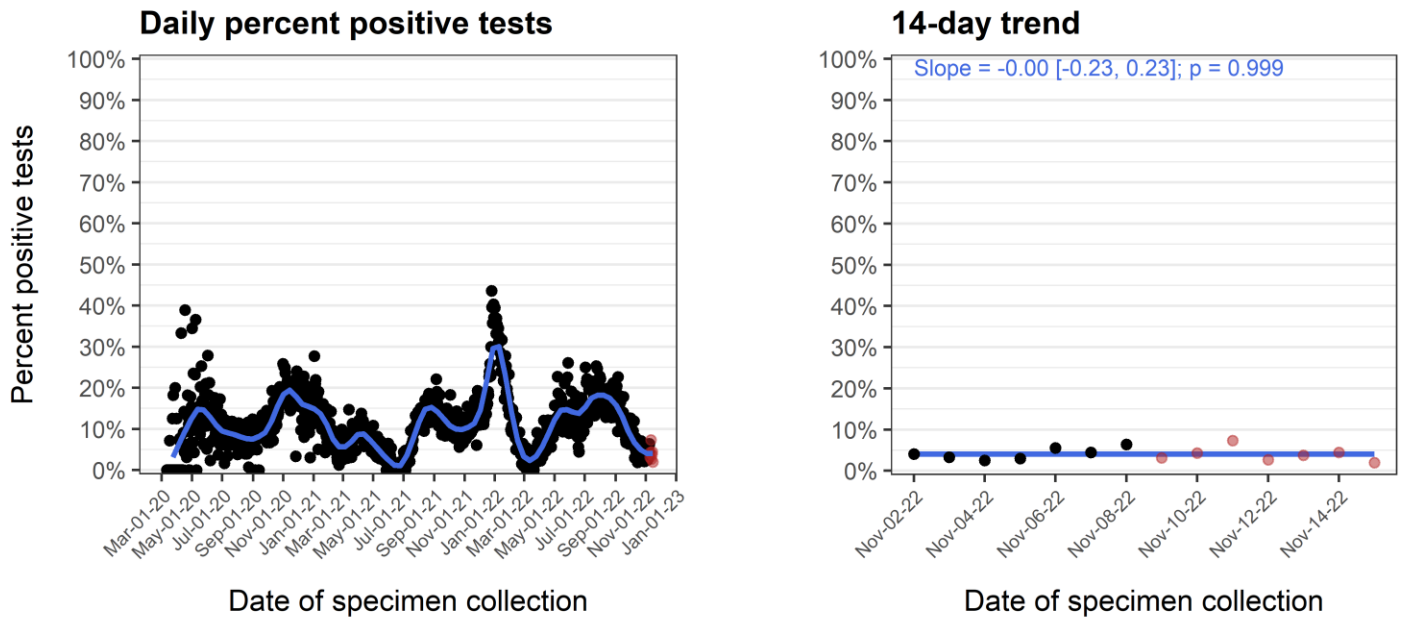 Daily percent positive tests
Percent positive tests
100%
90%
80%
70%
60%
50%
40%
30%
20%
10%
0%
Mar-01-20
May-01-20
Jul-01-20
Sep-01-20
Nov-01-20
Jan-01-21
Mar-01-21
May-01-21
Jul-01-21
Sep-01-21
Nov-01-21
Jan-01-22
Mar-01-22
May-01-22
Jul-01-22
Sep-01-22
Nov-01-22
Jan-01-23
Date of specimen collection
14-day trend
Slope = -0.00 [-0.23, 0.23]; p = 0.999
100%
90%
80%
70%
60%
50%
40%
30%
20%
10%
0%
Nov-02-22
Nov-04-22
Nov-06-22
Nov-08-22
Nov-10-22
Nov-12-22
Nov-14-22
Date of specimen collection